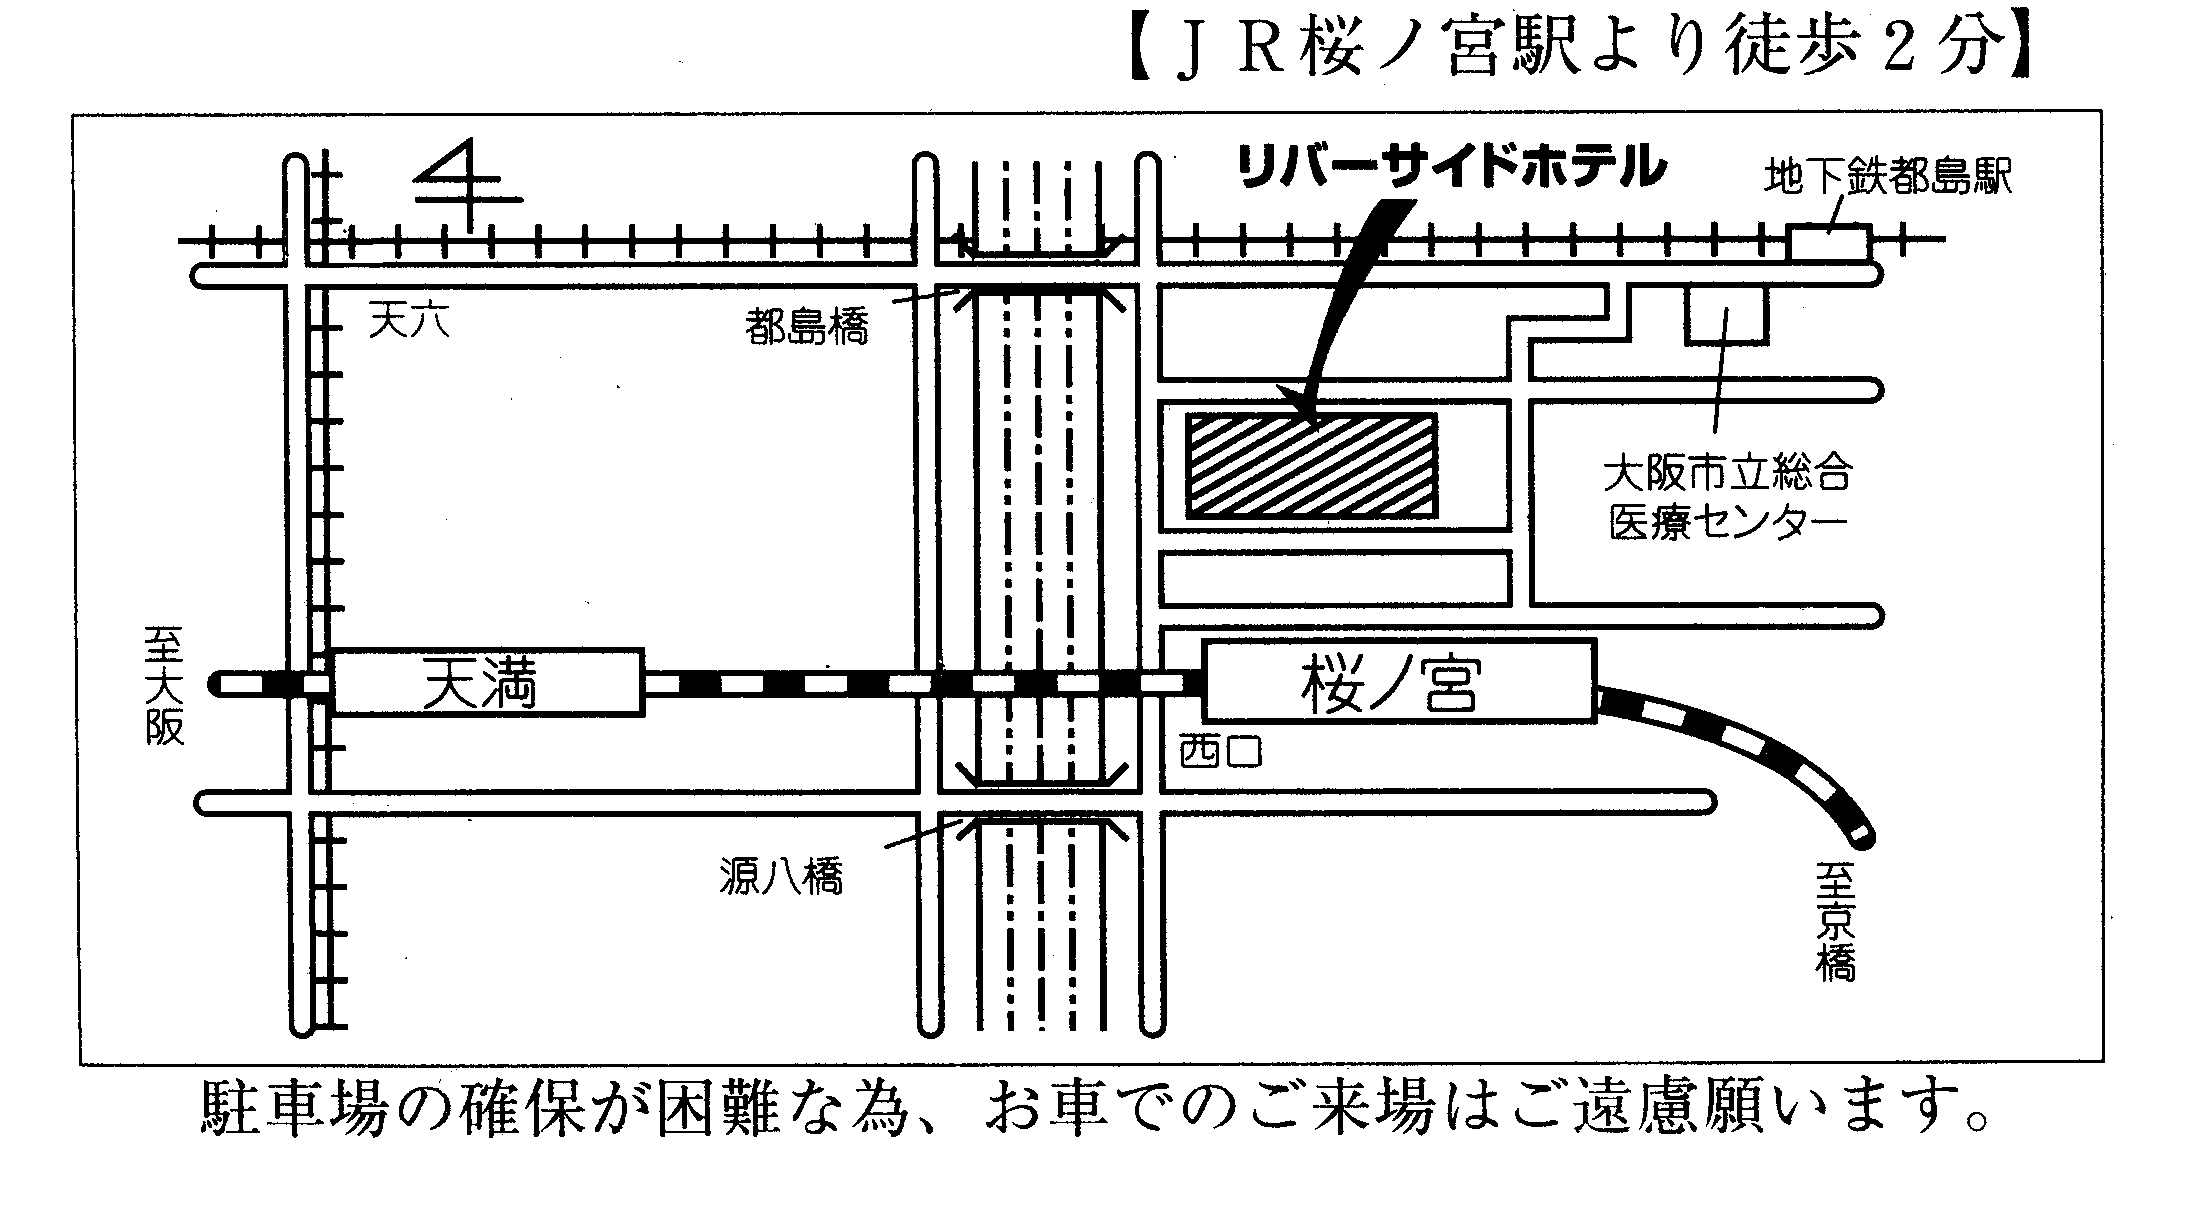 【ＪＲ桜ノ宮駅より徒歩２分】
リバーサイドホテル
地下鉄都島駅
天六
都島橋
大阪市立総合
医療センター
至大阪
天満
桜ノ宮
西口
源八橋
至京橋
駐車場の確保が困難な為、お車でのご来場はご遠慮願います。